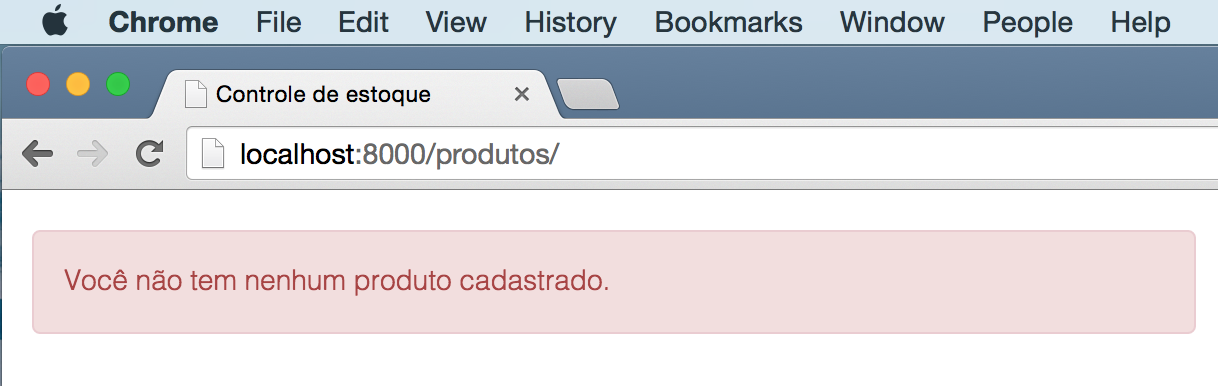 Chrome File Edit View History Bookmarks Window People Help
Controle de estoque
localhost:8000/produtos/
Você não tem nenhum produto cadastrado.